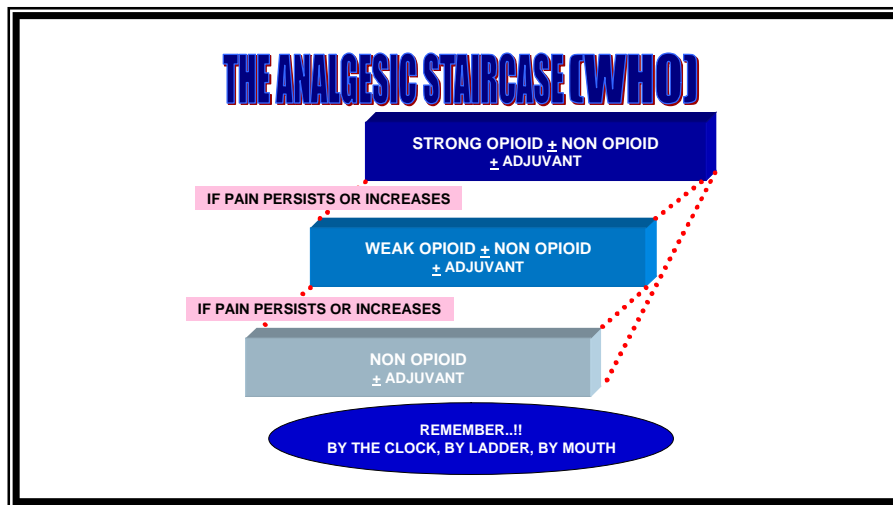 THE ANALGESIC STAIRCASE (WHO)
STRONG OPIOID ± NON OPIOID
± ADJUVANT
IF PAIN PERSISTS OR INCREASES
WEAK OPIOID ± NON OPIOID
± ADJUVANT
IF PAIN PERSISTS OR INCREASES
NON OPIOID
± ADJUVANT
REMEMBER..!!
BY THE CLOCK, BY LADDER, BY MOUTH